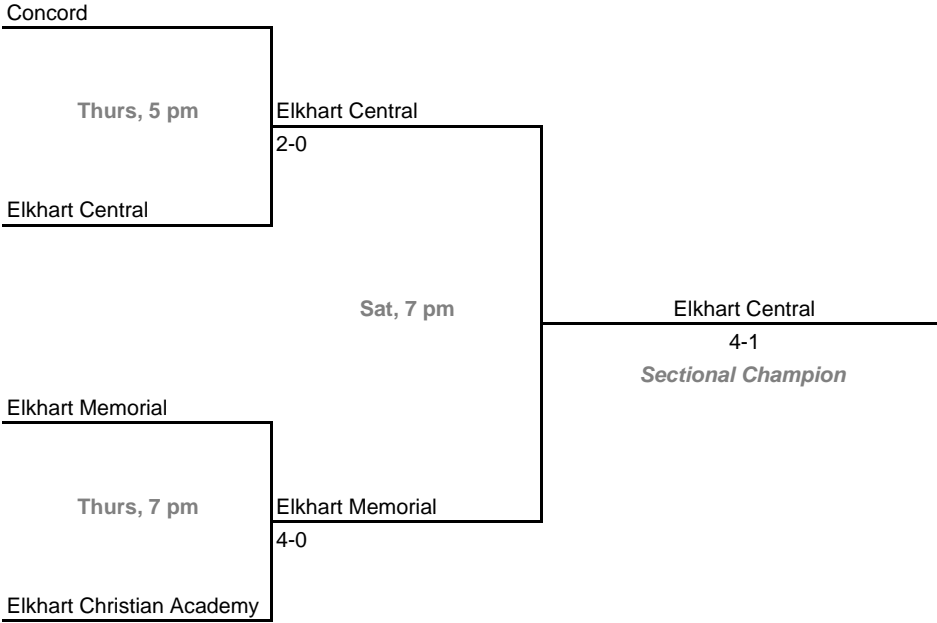 Concord
Thurs, 5 pm
Elkhart Central
2-0
Elkhart Central
Sat, 7 pm
Elkhart Central
4-1
Sectional Champion
Elkhart Memorial
Thurs, 7 pm
Elkhart Memorial
4-0
Elkhart Christian Academy